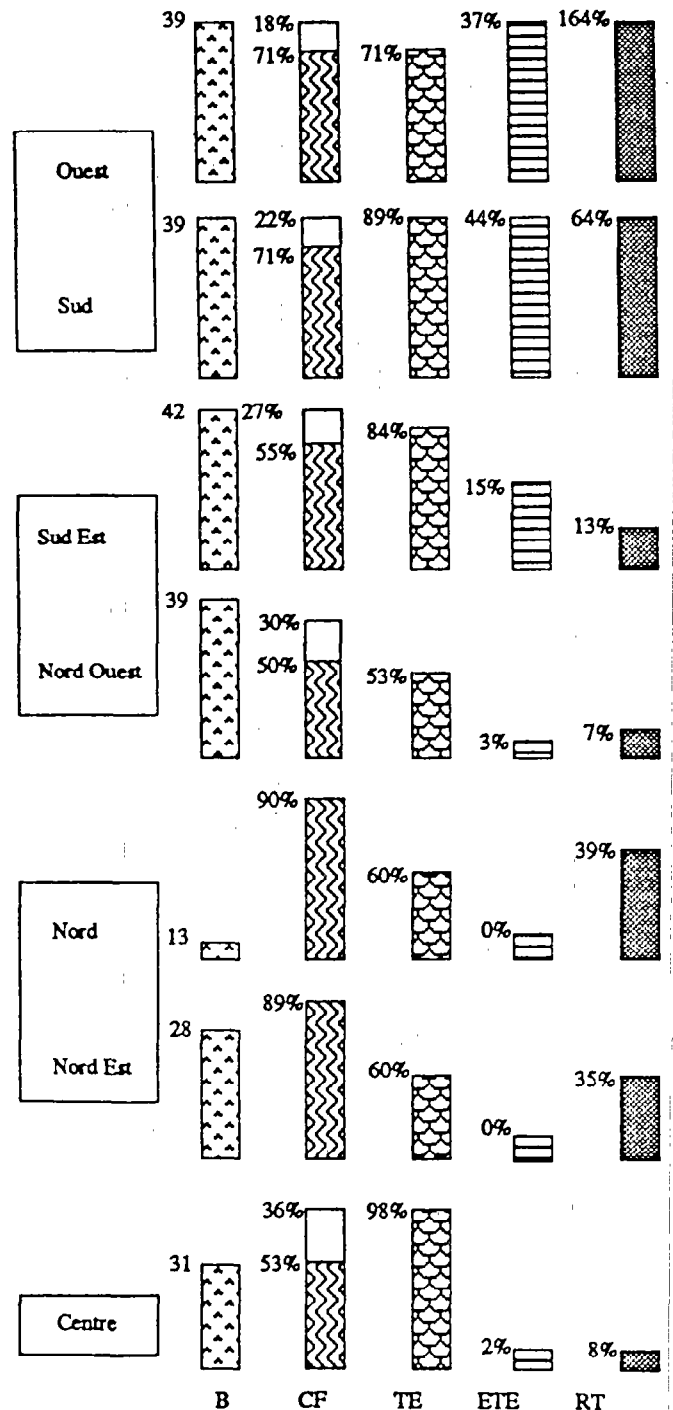 39 18% 37% 164%
71% 71%
Ouest
39 22% 89% 44% 64%
71%
Sud
42 27%
84%
55%
15%
Sud Est
13%
39
30%
Nord Ouest 50% 53%
3% 7%
90%
39%
60%
Nord 13 0%
89%
28
Nord Est 60% 35%
0%
36% 98%
31 53%
Centre
2% 8%
B CF TE ETE RT